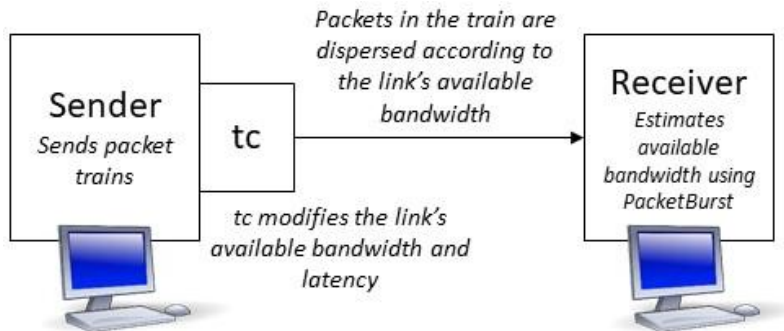 Packets in the train are
dispersed according to
the link's available
bandwidth
Sender
Sends packet
trains
tc
Receiver
Estimates
available
bandwidth using
PacketBurst
tc modifies the link's
available bandwidth and
latency